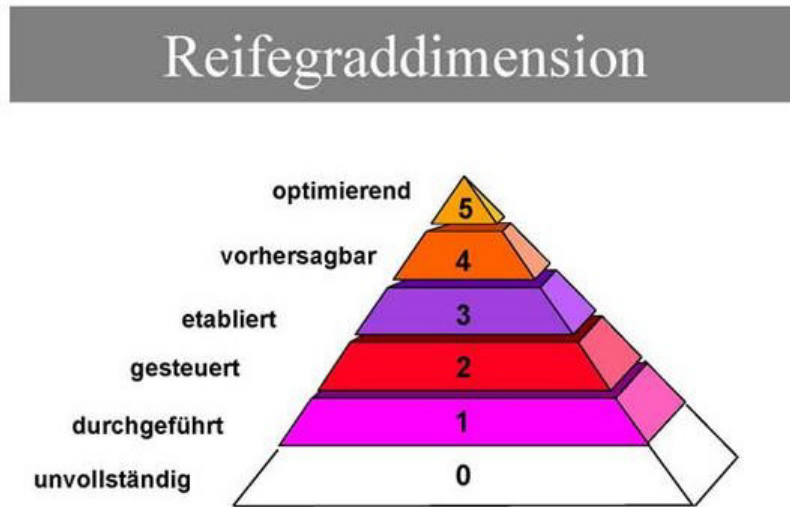 Reifegraddimension
optimierend 5
vorhersagbar 4
etabliert 3
gesteuert 2
durchgeführt 1
unvollständig 0